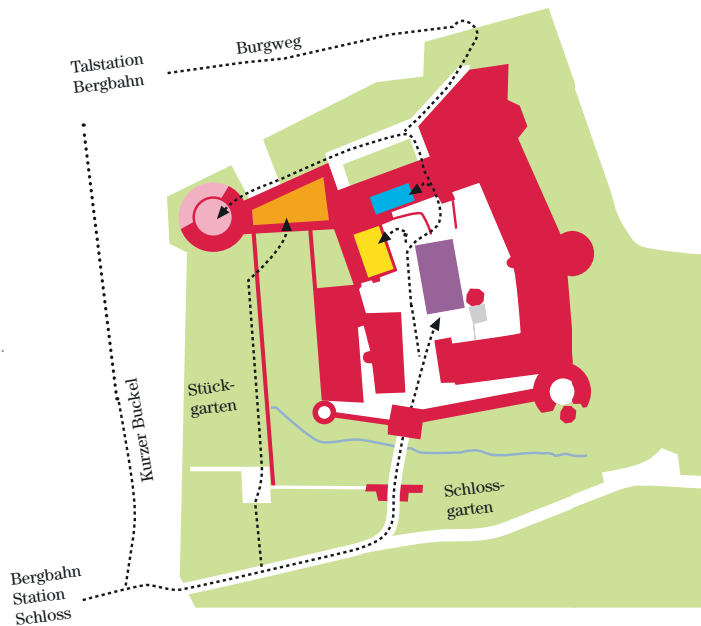 Burgweg
Talstation
Bergbahn
Kurzer Buckel
Stück-
garten
Schloss-
garten
Bergbahn
Station
Schloss